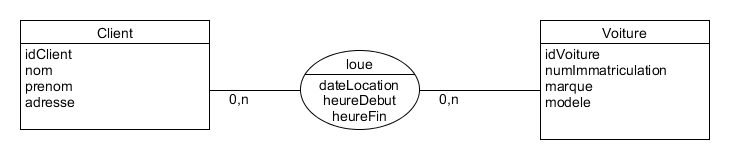 Client
idClient
nom
prenom
adresse
0,n
loue
dateLocation
heureDebut
heureFin
0,n
Voiture
idVoiture
numImmatriculation
marque
modele